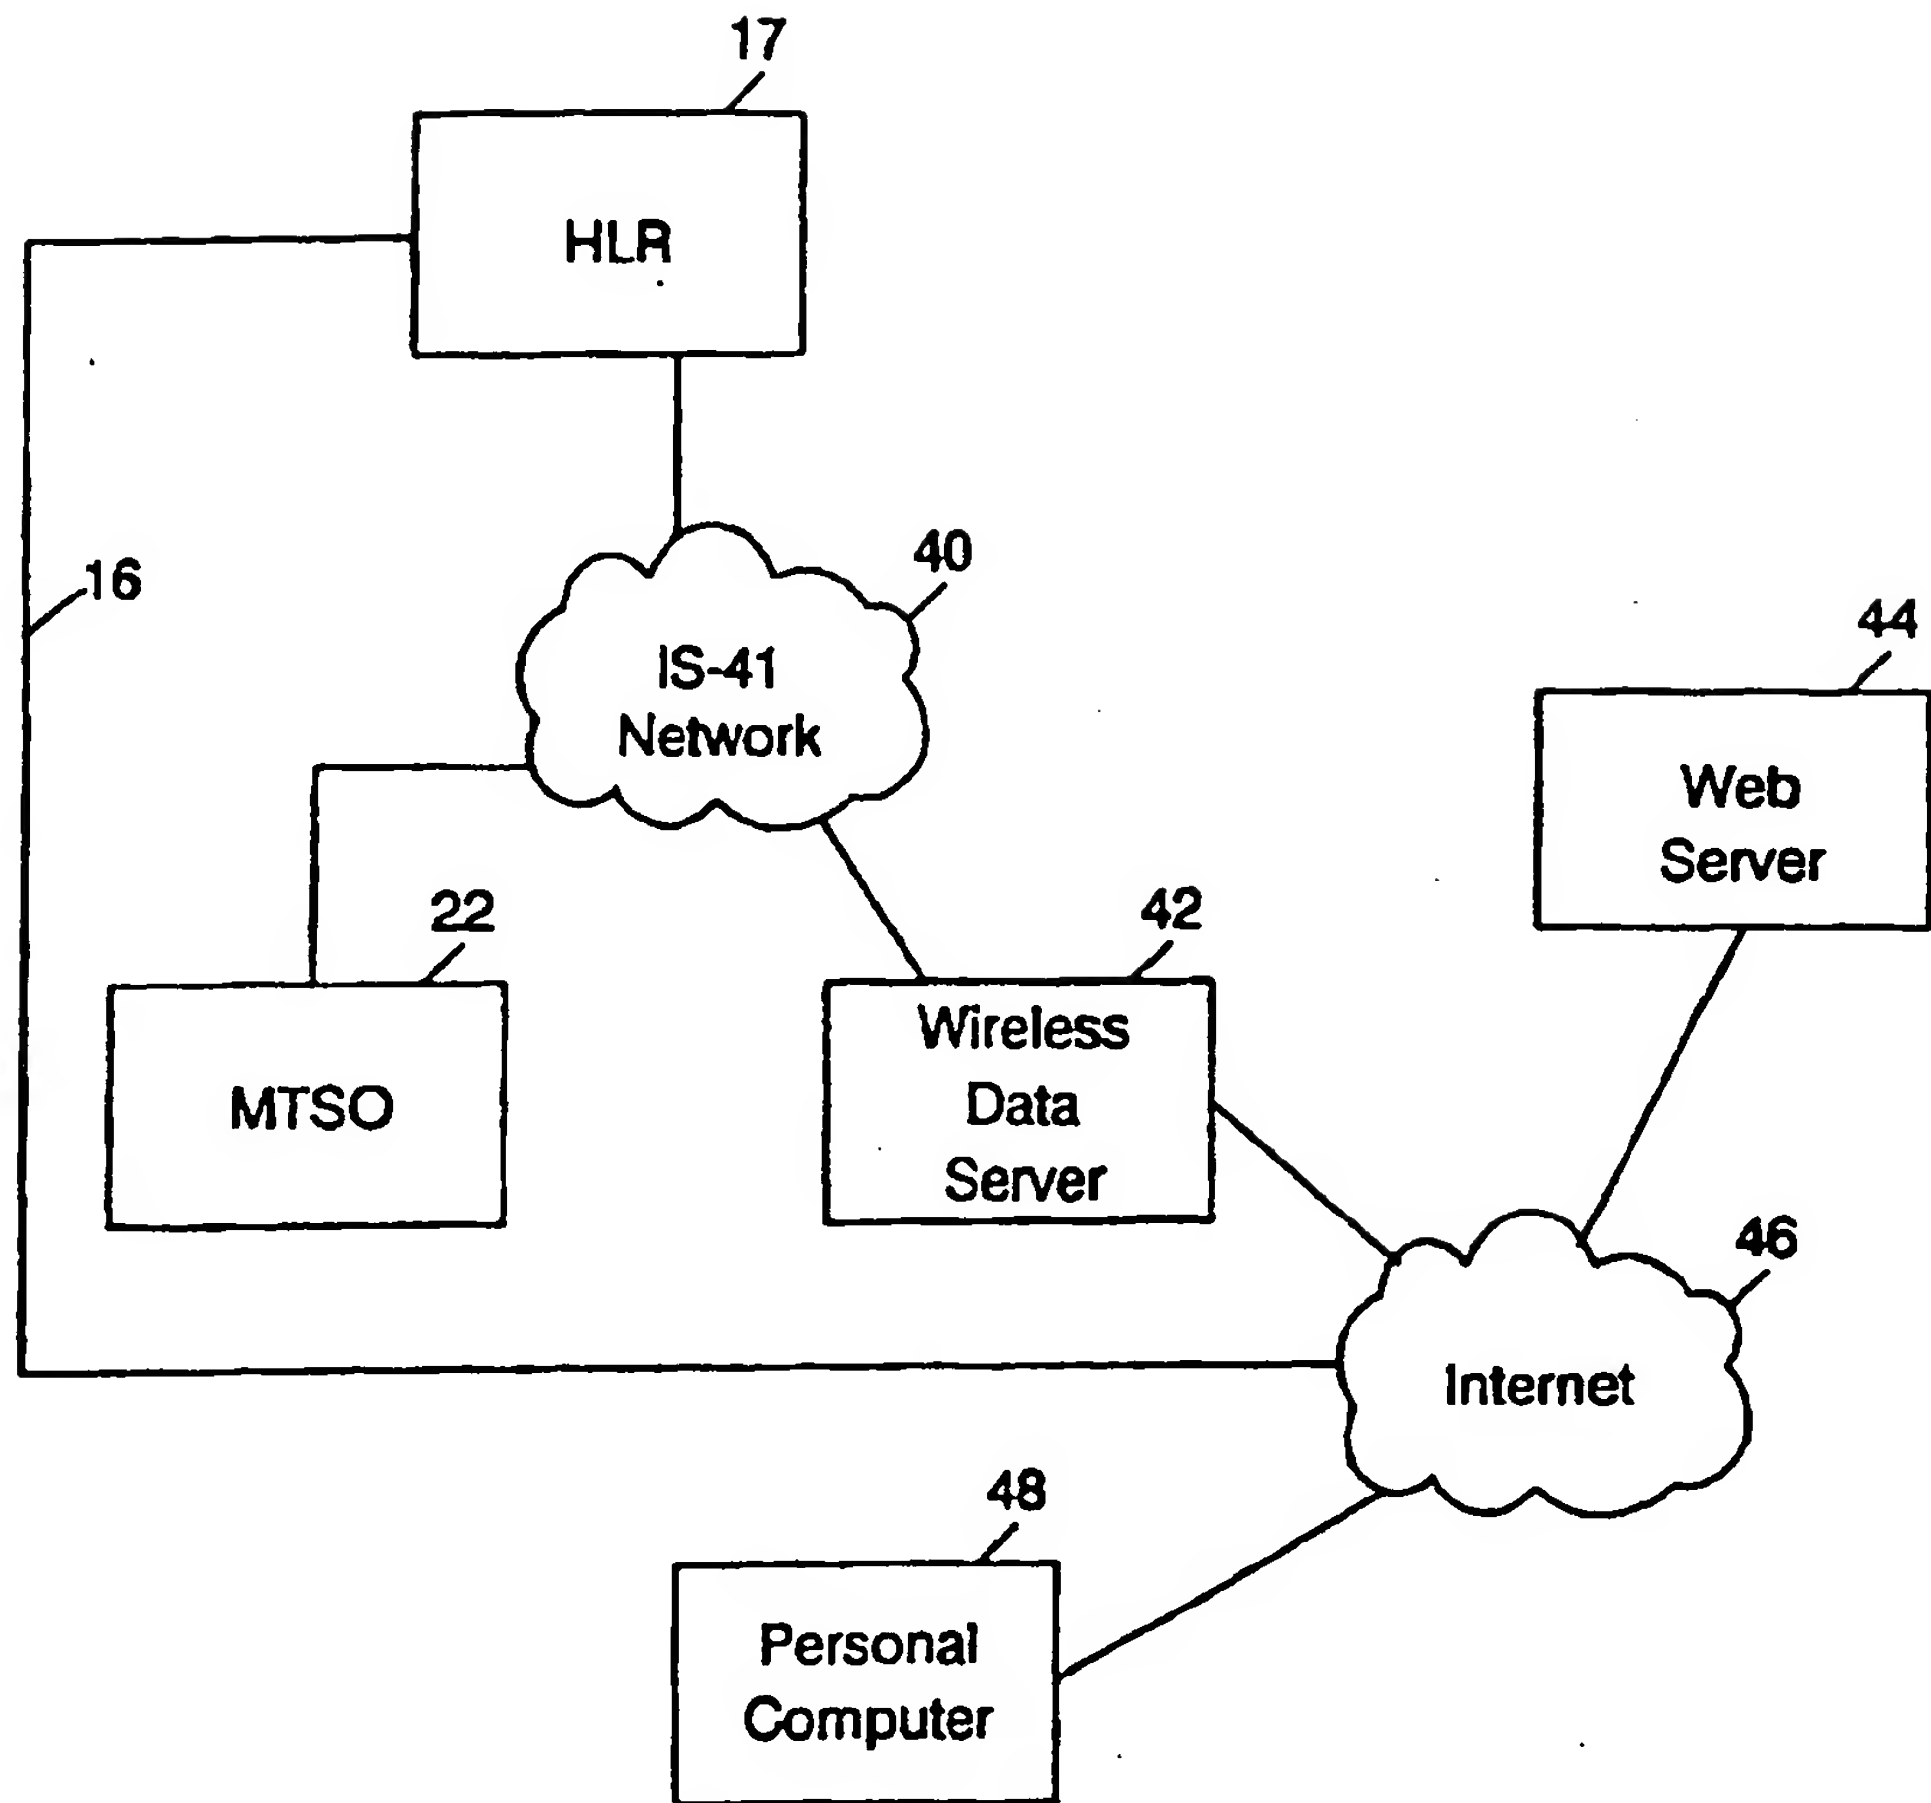 17
HLR
16
40
IS-41
Network
44
Web
Server
22
MTSO
42
Wireless
Data
Server
46
Internet
48
Personal
Computer